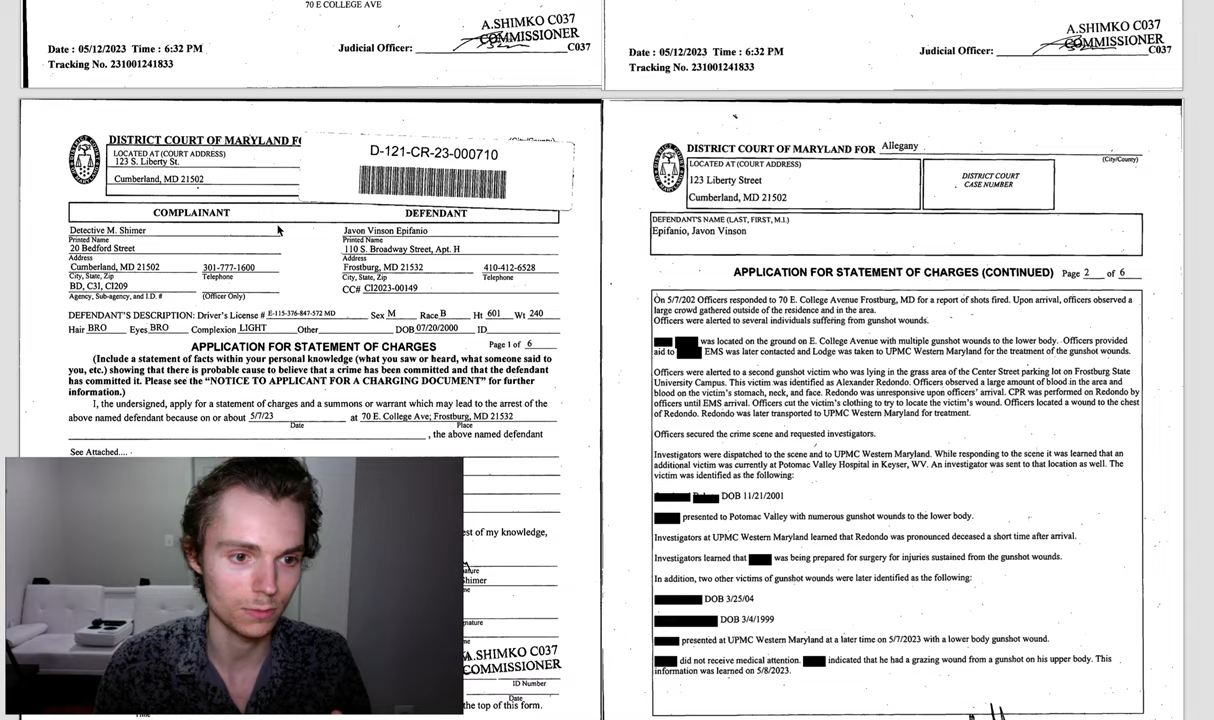 70 E COLLEGE AVE
A.SHIMKO C037
COMMISSIONER
Date : 05/12/2023 Time : 6:32 PM
Judicial Officer:
C037
Tracking No. 231001241833
A.SHIMKO C037
COMMISSIONER
Date : 05/12/2023 Time : 6:32 PM
Judicial Officer:
C037
Tracking No. 231001241833
DISTRICT COURT OF MARYLAND FO
LOCATED AT (COURT ADDRESS)
123 S. Liberty St.
Cumberland, MD 21502
D-121-CR-23-000710
COMPLAINANT
DEFENDANT
Detective M. Shimer
Javon Vinson Epifanio
Printed Name
Printed Name
20 Bedford Street
110 S. Broadway Street, Apt. H
Address
Address
Cumberland, MD 21502 301-777-1600
Frostburg, MD 21532 410-412-6528
City, State, Zip Telephone
City, State, Zip Telephone
BD, C3I, CI209
CC# CI2023-00149
Agency, Sub-agency, and I.D. # (Officer Only)
DEFENDANT'S DESCRIPTION: Driver's License # E-115-376-847-572 MD Sex M Race B Ht 601 Wt 240
Hair BRO Eyes BRO Complexion LIGHT Other DOB 07/20/2000 ID
APPLICATION FOR STATEMENT OF CHARGES Page 1 of 6
(Include a statement of facts within your personal knowledge (what you saw or heard, what someone said to
you, etc.) showing that there is probable cause to believe that a crime has been committed and that the defendant
has committed it. Please see the "NOTICE TO APPLICANT FOR A CHARGING DOCUMENT" for further
information.)
I, the undersigned, apply for a statement of charges and a summons or warrant which may lead to the arrest of the
above named defendant because on or about 5/7/23 at 70 E. College Ave; Frostburg, MD 21532
Date Place
, the above named defendant
See Attached....
est of my knowledge,
ature
Shimer
me
gnature
me
A.SHIMKO C037
COMMISSIONER
ID Number
Date
the top of this form.
DISTRICT COURT OF MARYLAND FOR Allegany
(City/County)
LOCATED AT (COURT ADDRESS)
123 Liberty Street
Cumberland, MD 21502
DISTRICT COURT
CASE NUMBER
DEFENDANT'S NAME (LAST, FIRST, M.I.)
Epifanio, Javon Vinson
APPLICATION FOR STATEMENT OF CHARGES (CONTINUED) Page 2 of 6
On 5/7/202 Officers responded to 70 E. College Avenue Frostburg, MD for a report of shots fired. Upon arrival, officers observed a
large crowd gathered outside of the residence and in the area.
Officers were alerted to several individuals suffering from gunshot wounds.
was located on the ground on E. College Avenue with multiple gunshot wounds to the lower body. Officers provided
aid to EMS was later contacted and Lodge was taken to UPMC Western Maryland for the treatment of the gunshot wounds.
Officers were alerted to a second gunshot victim who was lying in the grass area of the Center Street parking lot on Frostburg State
University Campus. This victim was identified as Alexander Redondo. Officers observed a large amount of blood in the area and
blood on the victim's stomach, neck, and face. Redondo was unresponsive upon officers' arrival. CPR was performed on Redondo by
officers until EMS arrival. Officers cut the victim's clothing to try to locate the victim's wound. Officers located a wound to the chest
of Redondo. Redondo was later transported to UPMC Western Maryland for treatment.
Officers secured the crime scene and requested investigators.
Investigators were dispatched to the scene and to UPMC Western Maryland. While responding to the scene it was learned that an
additional victim was currently at Potomac Valley Hospital in Keyser, WV. An investigator was sent to that location as well. The
victim was identified as the following:
DOB 11/21/2001
presented to Potomac Valley with numerous gunshot wounds to the lower body.
Investigators at UPMC Western Maryland learned that Redondo was pronounced deceased a short time after arrival.
Investigators learned that was being prepared for surgery for injuries sustained from the gunshot wounds.
In addition, two other victims of gunshot wounds were later identified as the following:
DOB 3/25/04
DOB 3/4/1999
presented at UPMC Western Maryland at a later time on 5/7/2023 with a lower body gunshot wound.
did not receive medical attention. indicated that he had a grazing wound from a gunshot on his upper body. This
information was learned on 5/8/2023.